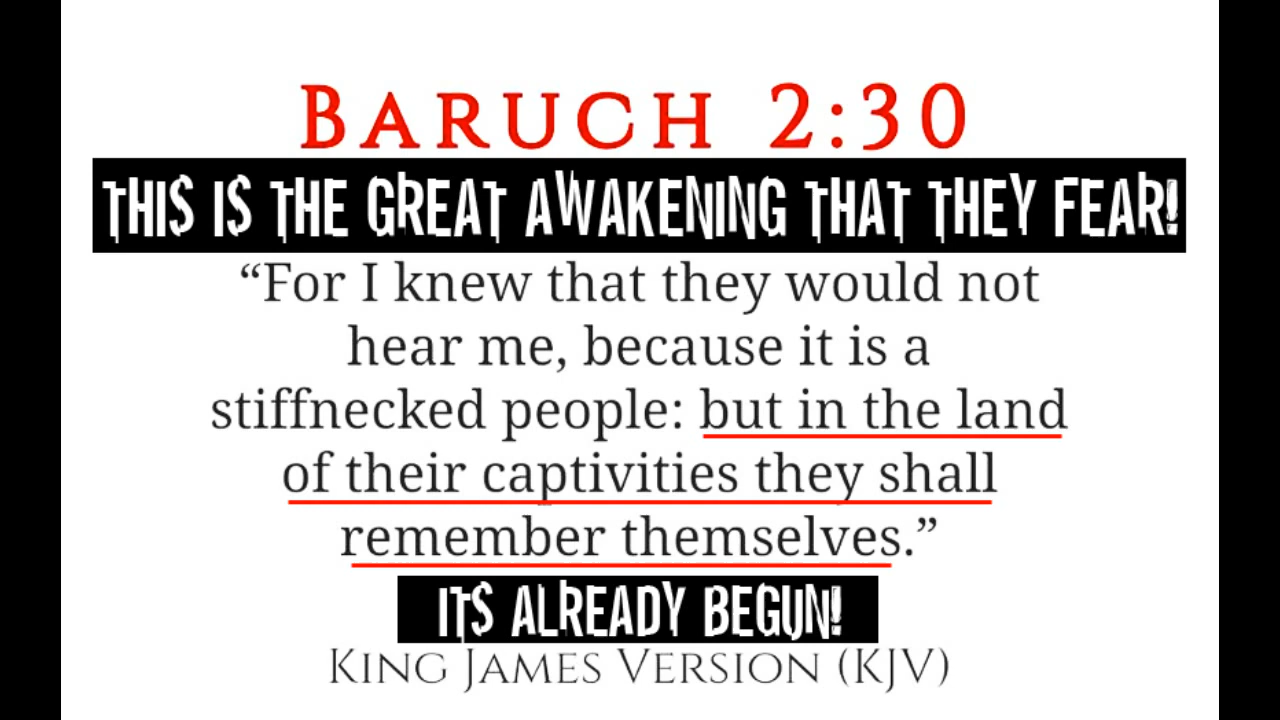 Baruch 2:30
THIS IS THE GREAT AWAKENING THAT THEY FEAR!
“For I knew that they would not
hear me, because it is a
stiffnecked people: but in the land
of their captivities they shall
remember themselves.”
ITS ALREADY BEGUN!
King James Version (KJV)